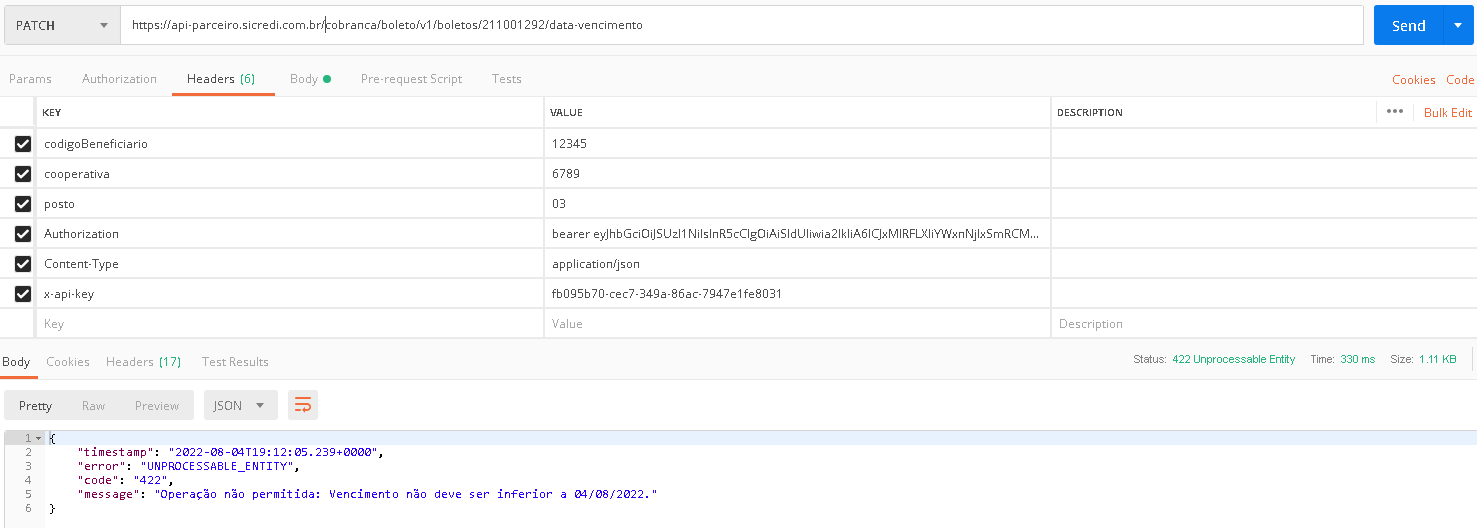 PATCH https://api-parceiro.sicredi.com.br/cobranca/boleto/v1/boletos/211001292/data-vencimento Send
Params Authorization Headers (6) Body Pre-request Script Tests Cookies Code
KEY VALUE DESCRIPTION ••• Bulk Edit
codigoBeneficiario 12345
cooperativa 6789
posto 03
Authorization bearer
Content-Type application/json
x-api-key fb095b70-cec7-349a-86ac-7947e1fe8031
Key Value Description
Body Cookies Headers (17) Test Results Status: 422 Unprocessable Entity Time: 330 ms Size: 1.11 KB
Pretty Raw Preview JSON
1 {
2 "timestamp": "2022-08-04T19:12:05.239+0000",
3 "error": "UNPROCESSABLE_ENTITY",
4 "code": "422",
5 "message": "Operação não permitida: Vencimento não deve ser inferior a 04/08/2022."
6 }